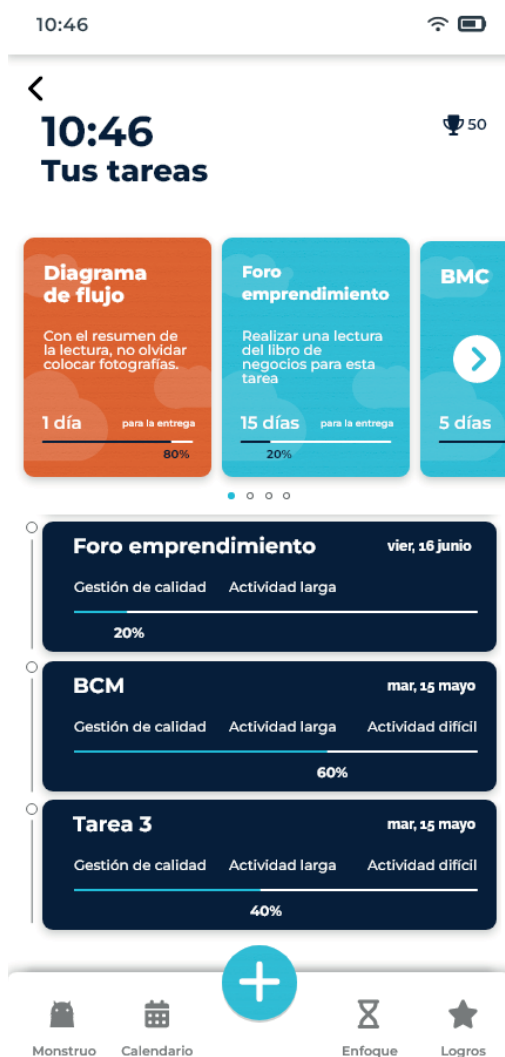 10:46
10:46
50
Tus tareas
Diagrama
de flujo
Con el resumen de
la lectura, no olvidar
colocar fotografías.
1 día
para la entrega
80%
Foro
emprendimiento
Realizar una lectura
del libro de
negocios para esta
tarea
15 días
para la entrega
20%
BMC
5 días
Foro emprendimiento
vier, 16 junio
Gestión de calidad
Actividad larga
20%
BCM
mar, 15 mayo
Gestión de calidad
Actividad larga
Actividad difícil
60%
Tarea 3
mar, 15 mayo
Gestión de calidad
Actividad larga
Actividad difícil
40%
Monstruo
Calendario
Enfoque
Logros